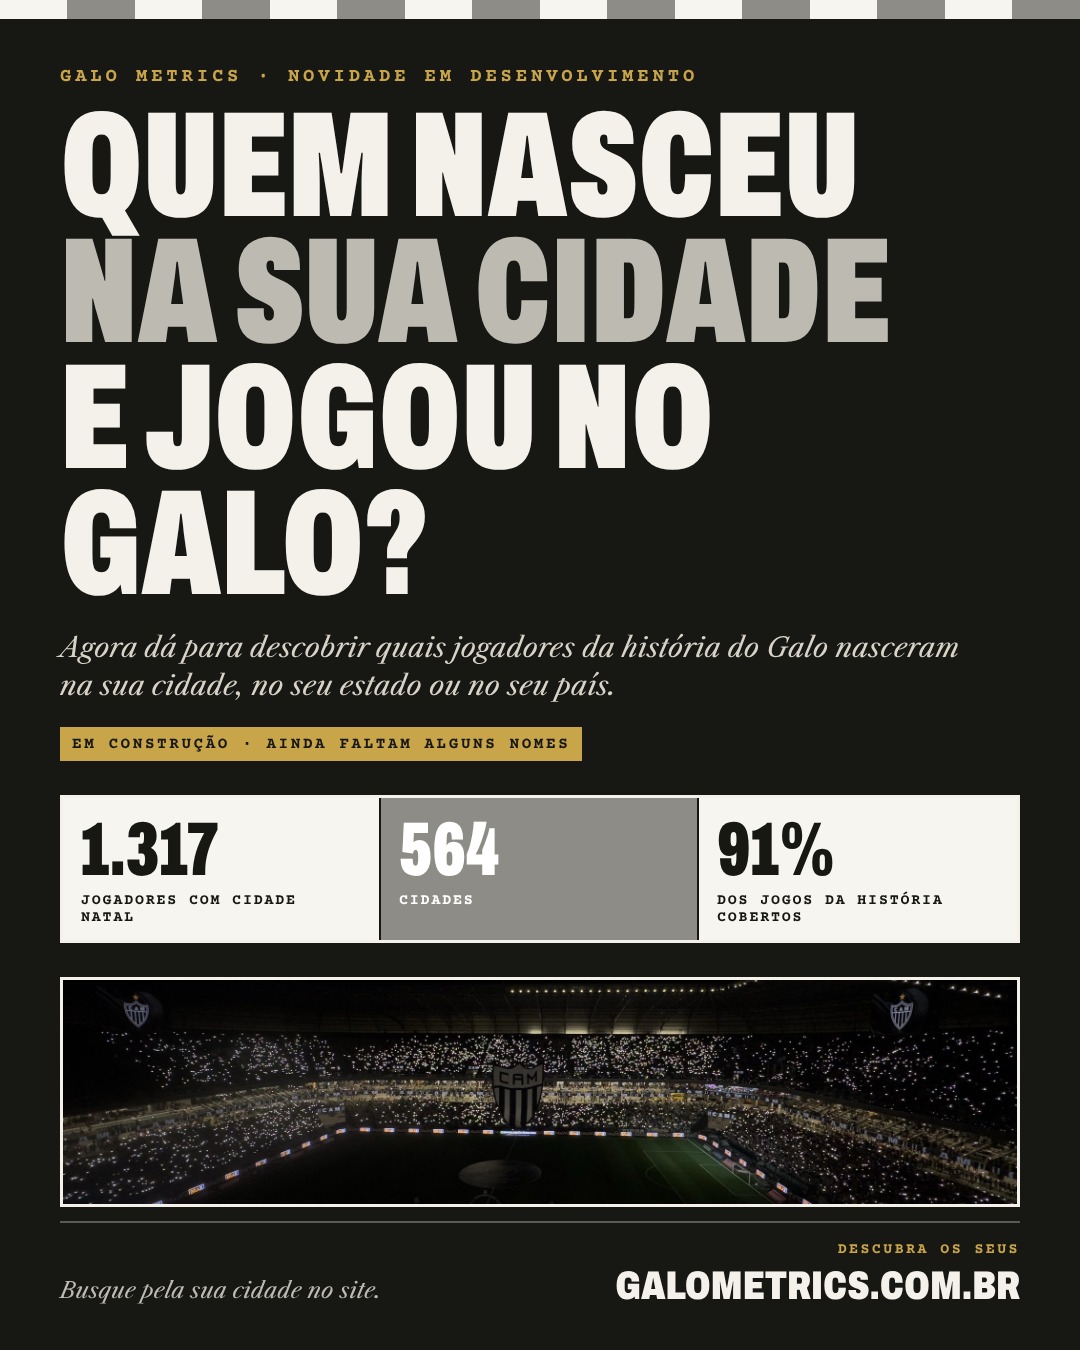 GALO METRICS · NOVIDADE EM DESENVOLVIMENTO
QUEM NASCEU
NA SUA CIDADE
E JOGOU NO
GALO?
Agora dá para descobrir quais jogadores da história do Galo nasceram
na sua cidade, no seu estado ou no seu país.
EM CONSTRUÇÃO · AINDA FALTAM ALGUNS NOMES
1.317
JOGADORES COM CIDADE
NATAL
564
CIDADES
91%
DOS JOGOS DA HISTÓRIA
COBERTOS
CAM
CAM
CAM
DESCUBRA OS SEUS
Busque pela sua cidade no site.
GALOMETRICS.COM.BR